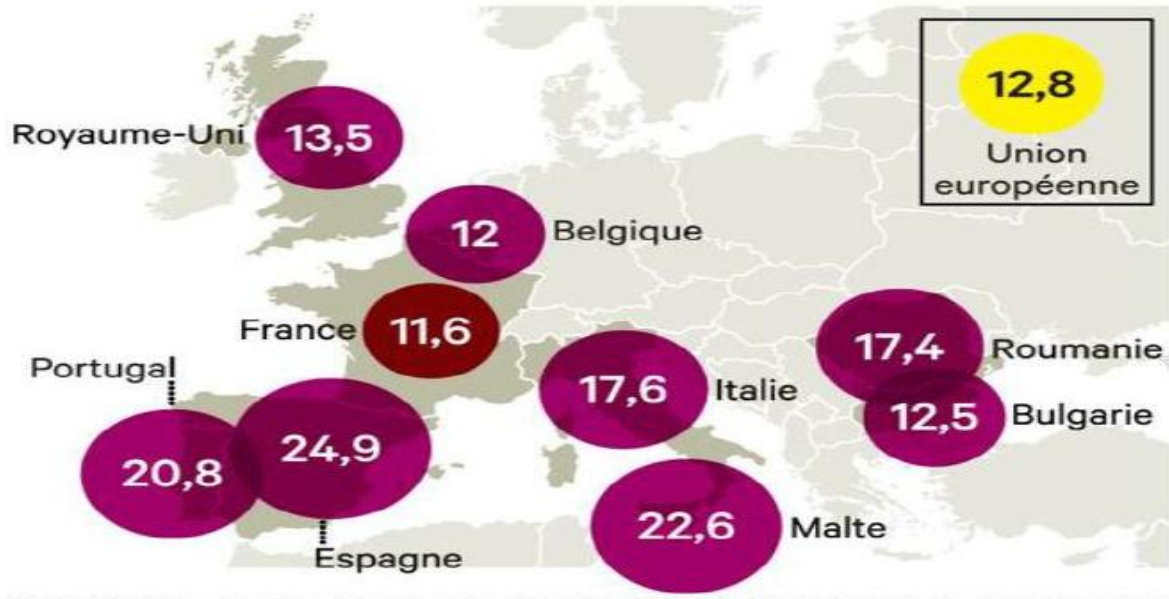 12,8
Union
européenne
Royaume-Uni
13,5
12
Belgique
France
11,6
Portugal
20,8
24,9
Espagne
17,6
Italie
17,4
Roumanie
12,5
Bulgarie
22,6
Malte